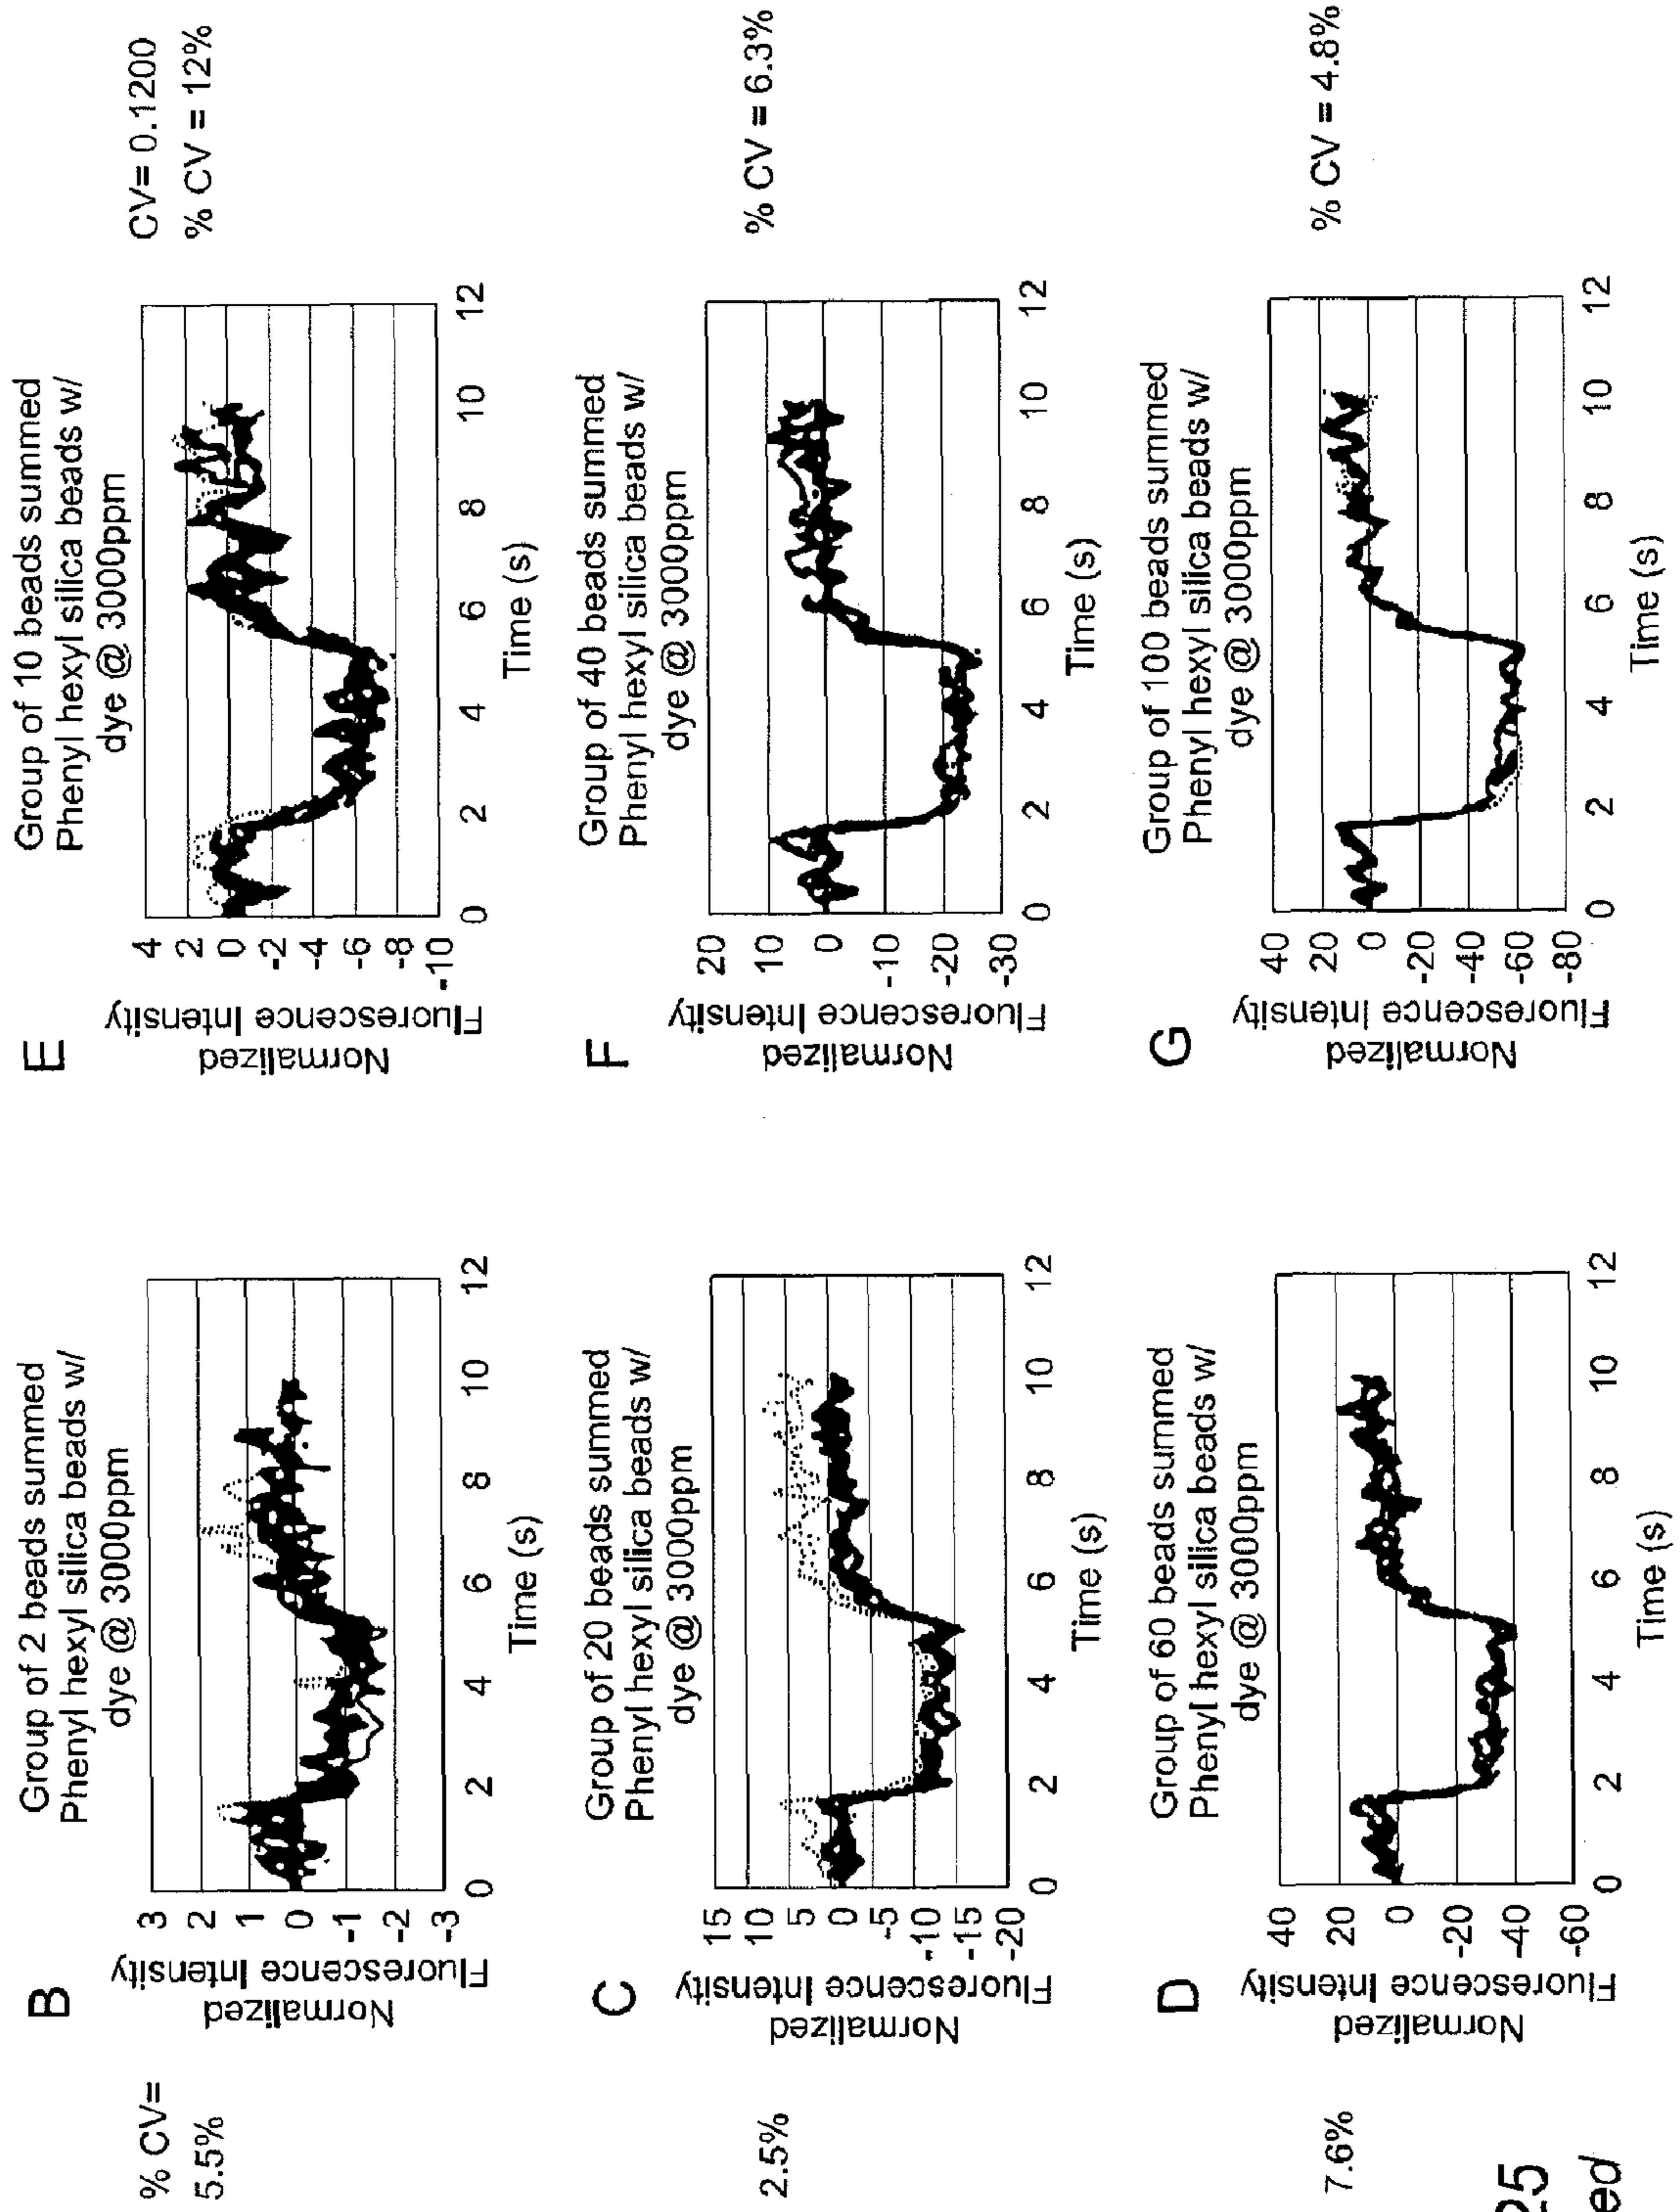 % CV=
5.5%
B
Group of 2 beads summed
Phenyl hexyl silica beads w/
dye @ 3000ppm
Normalized
Fluorescence Intensity
3
2
1
0
-1
-2
-3
0 2 4 6 8 10 12
Time (s)
E
Group of 10 beads summed
Phenyl hexyl silica beads w/
dye @ 3000ppm
Normalized
Fluorescence Intensity
4
2
0
-2
-4
-6
-8
-10
0 2 4 6 8 10 12
Time (s)
CV= 0.1200
% CV = 12%
2.5%
C
Group of 20 beads summed
Phenyl hexyl silica beads w/
dye @ 3000ppm
Normalized
Fluorescence Intensity
15
10
5
0
-5
-10
-15
-20
0 2 4 6 8 10 12
Time (s)
F
Group of 40 beads summed
Phenyl hexyl silica beads w/
dye @ 3000ppm
Normalized
Fluorescence Intensity
20
10
0
-10
-20
-30
0 2 4 6 8 10 12
Time (s)
% CV = 6.3%
7.6%
D
Group of 60 beads summed
Phenyl hexyl silica beads w/
dye @ 3000ppm
Normalized
Fluorescence Intensity
40
20
0
-20
-40
-60
0 2 4 6 8 10 12
Time (s)
G
Group of 100 beads summed
Phenyl hexyl silica beads w/
dye @ 3000ppm
Normalized
Fluorescence Intensity
40
20
0
-20
-40
-60
-80
0 2 4 6 8 10 12
Time (s)
% CV = 4.8%
25
ed